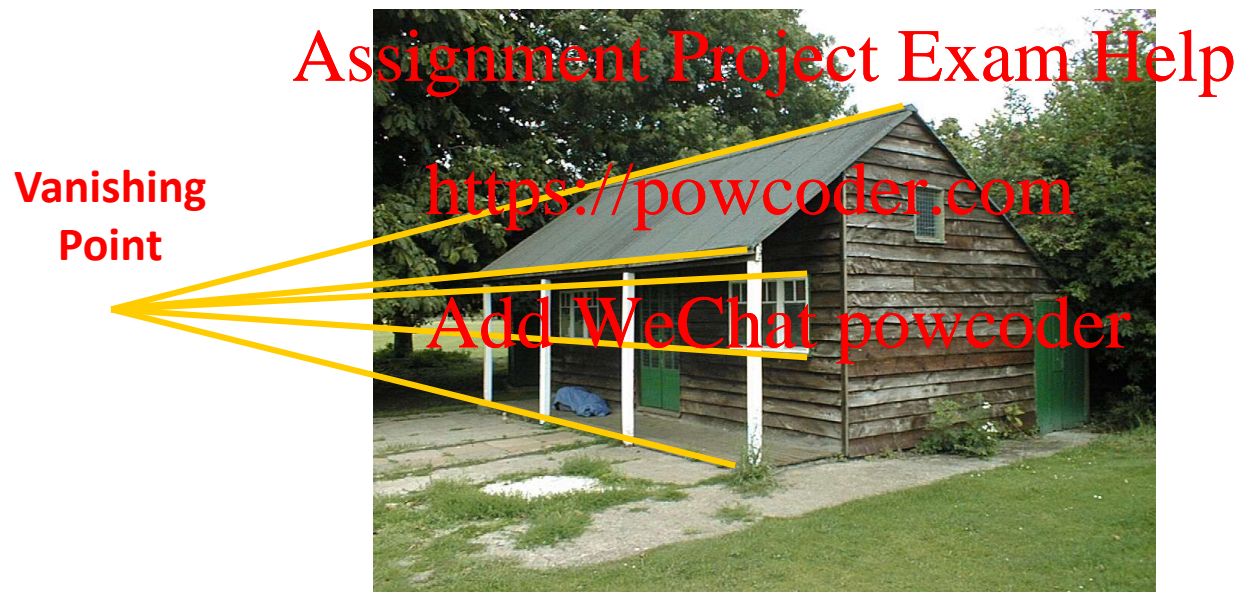 Assignment Project Exam Help
https://powcoder.com
Vanishing
Point
Add WeChat powcoder